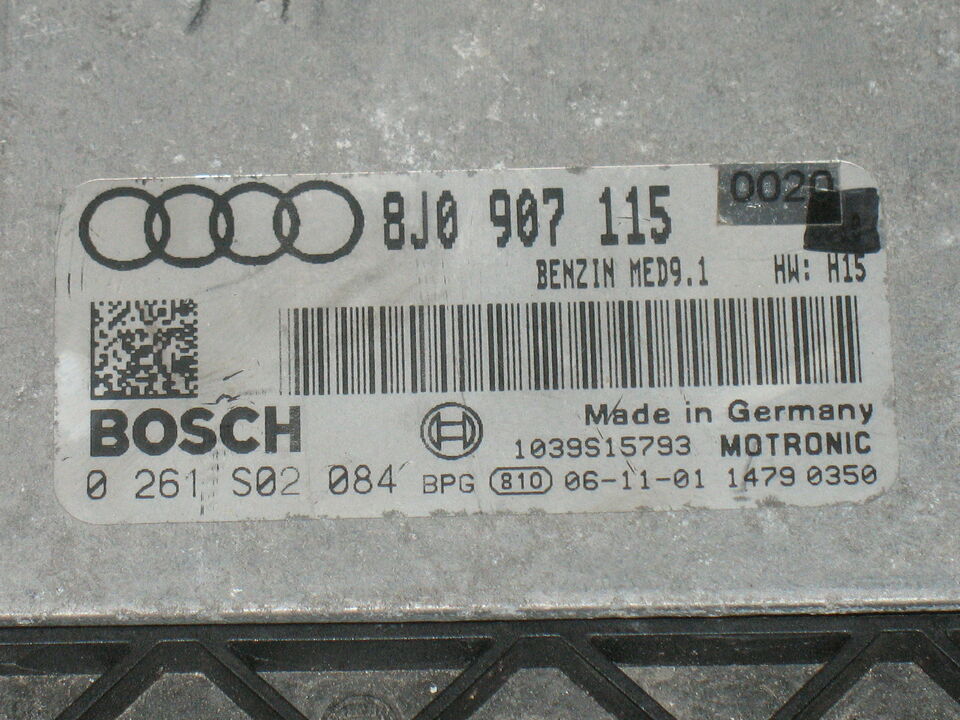 8J0 907 115 0020
BENZIN MED9.1 HW: H15
BOSCH
Made in Germany
1039S15793 MOTRONIC
0 261 S02 084 BPG 810 06-11-01 1479 0350